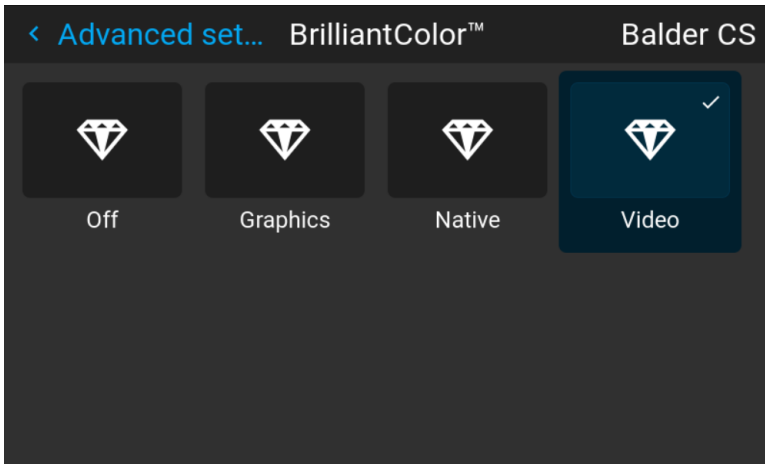 Advanced set... BrilliantColor™ Balder CS
Off Graphics Native Video